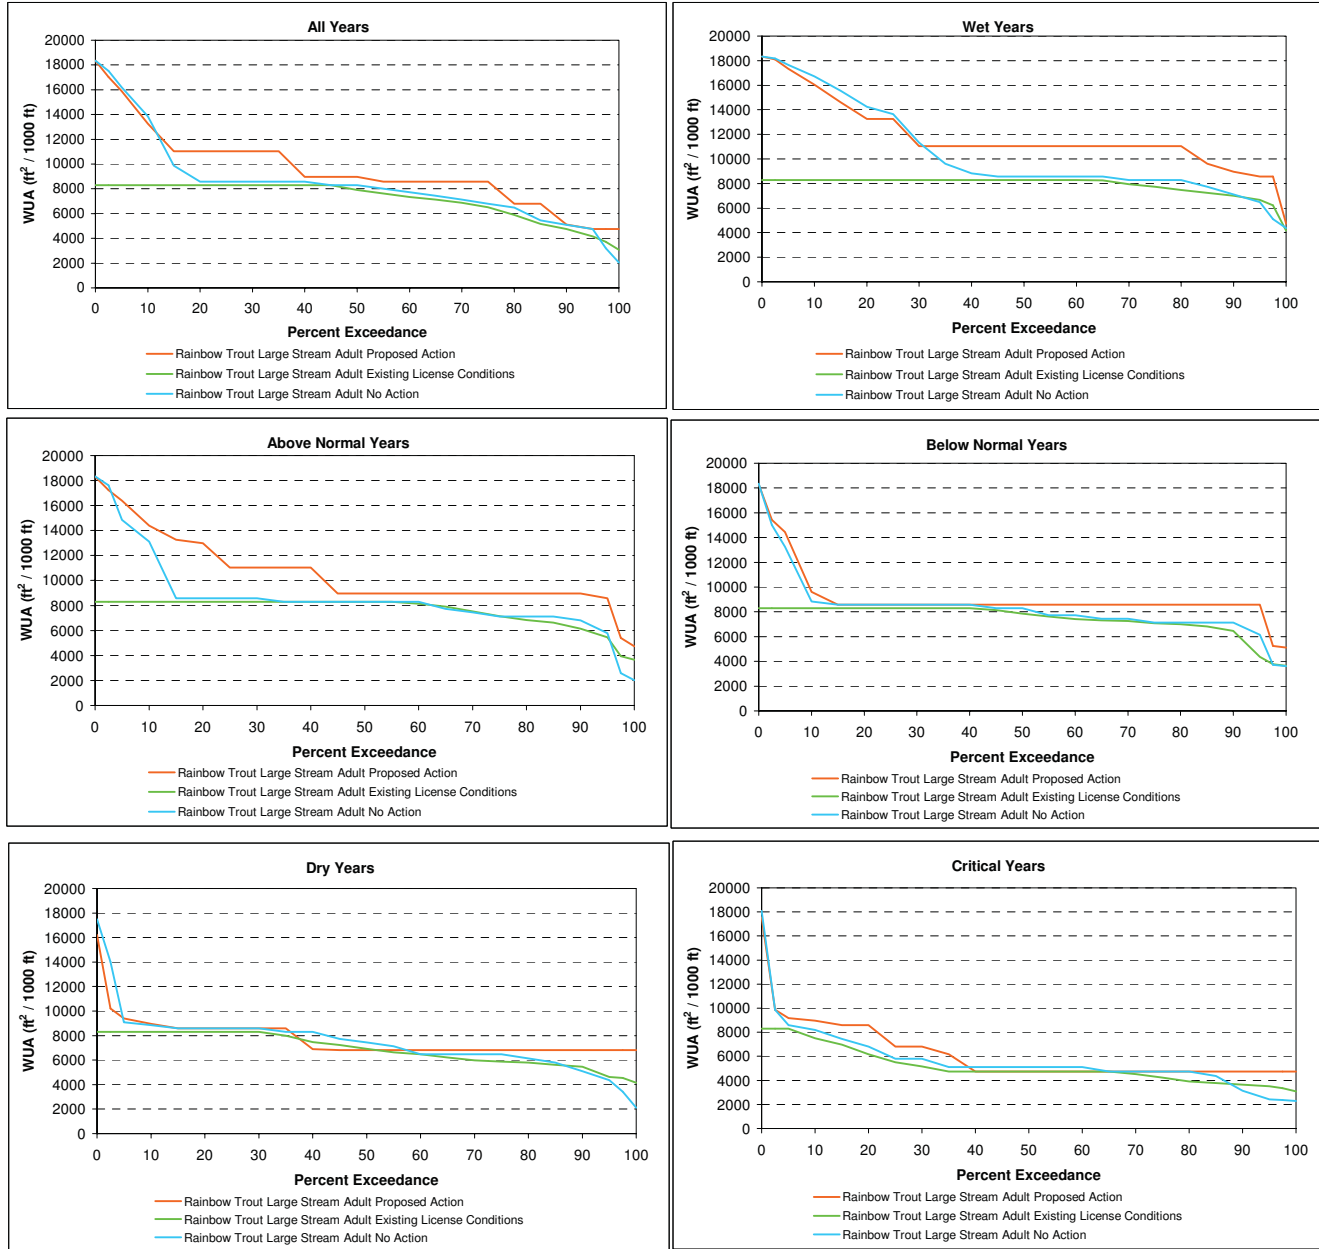 All Years
WUA (ft² / 1000 ft)
20000
18000
16000
14000
12000
10000
8000
6000
4000
2000
0
0 10 20 30 40 50 60 70 80 90 100
Percent Exceedance
Rainbow Trout Large Stream Adult Proposed Action
Rainbow Trout Large Stream Adult Existing License Conditions
Rainbow Trout Large Stream Adult No Action
Wet Years
WUA (ft² / 1000 ft)
20000
18000
16000
14000
12000
10000
8000
6000
4000
2000
0
0 10 20 30 40 50 60 70 80 90 100
Percent Exceedance
Rainbow Trout Large Stream Adult Proposed Action
Rainbow Trout Large Stream Adult Existing License Conditions
Rainbow Trout Large Stream Adult No Action
Above Normal Years
WUA (ft² / 1000 ft)
20000
18000
16000
14000
12000
10000
8000
6000
4000
2000
0
0 10 20 30 40 50 60 70 80 90 100
Percent Exceedance
Rainbow Trout Large Stream Adult Proposed Action
Rainbow Trout Large Stream Adult Existing License Conditions
Rainbow Trout Large Stream Adult No Action
Below Normal Years
WUA (ft² / 1000 ft)
20000
18000
16000
14000
12000
10000
8000
6000
4000
2000
0
0 10 20 30 40 50 60 70 80 90 100
Percent Exceedance
Rainbow Trout Large Stream Adult Proposed Action
Rainbow Trout Large Stream Adult Existing License Conditions
Rainbow Trout Large Stream Adult No Action
Dry Years
WUA (ft² / 1000 ft)
20000
18000
16000
14000
12000
10000
8000
6000
4000
2000
0
0 10 20 30 40 50 60 70 80 90 100
Percent Exceedance
Rainbow Trout Large Stream Adult Proposed Action
Rainbow Trout Large Stream Adult Existing License Conditions
Rainbow Trout Large Stream Adult No Action
Critical Years
WUA (ft² / 1000 ft)
20000
18000
16000
14000
12000
10000
8000
6000
4000
2000
0
0 10 20 30 40 50 60 70 80 90 100
Percent Exceedance
Rainbow Trout Large Stream Adult Proposed Action
Rainbow Trout Large Stream Adult Existing License Conditions
Rainbow Trout Large Stream Adult No Action